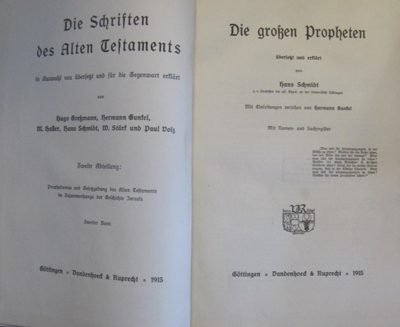 Die Schriften
des Alten Testaments
in Auswahl neu übersetzt und für die Gegenwart erklärt
von
Hugo Greßmann, Hermann Gunkel,
M. Haller, Hans Schmidt, W. Stärk und Paul Volz
Zweite Abteilung:
Prophetismus und Gesetzgebung des Alten Testaments
im Zusammenhange der Geschichte Israels
Zweiter Band
Göttingen • Vandenhoeck & Ruprecht • 1915
Die großen Propheten
übersetzt und erklärt
von
Hans Schmidt
Mit Einleitungen versehen von Hermann Gunkel
Mit Namen- und Sachregister
VR
Göttingen • Vandenhoeck & Ruprecht • 1915